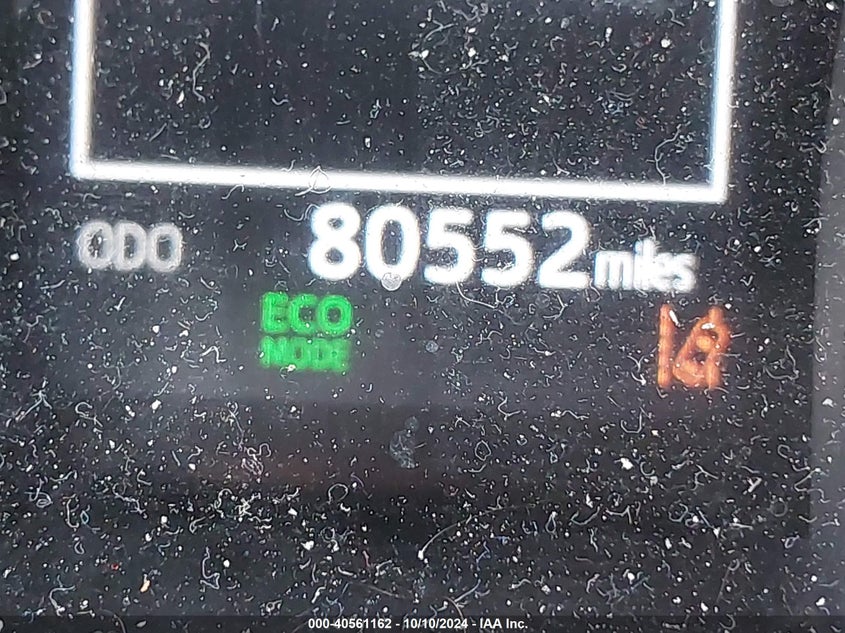 ODO 80552 miles
ECO
MODE
000-40561162 - 10/10/2024 - IAA Inc.